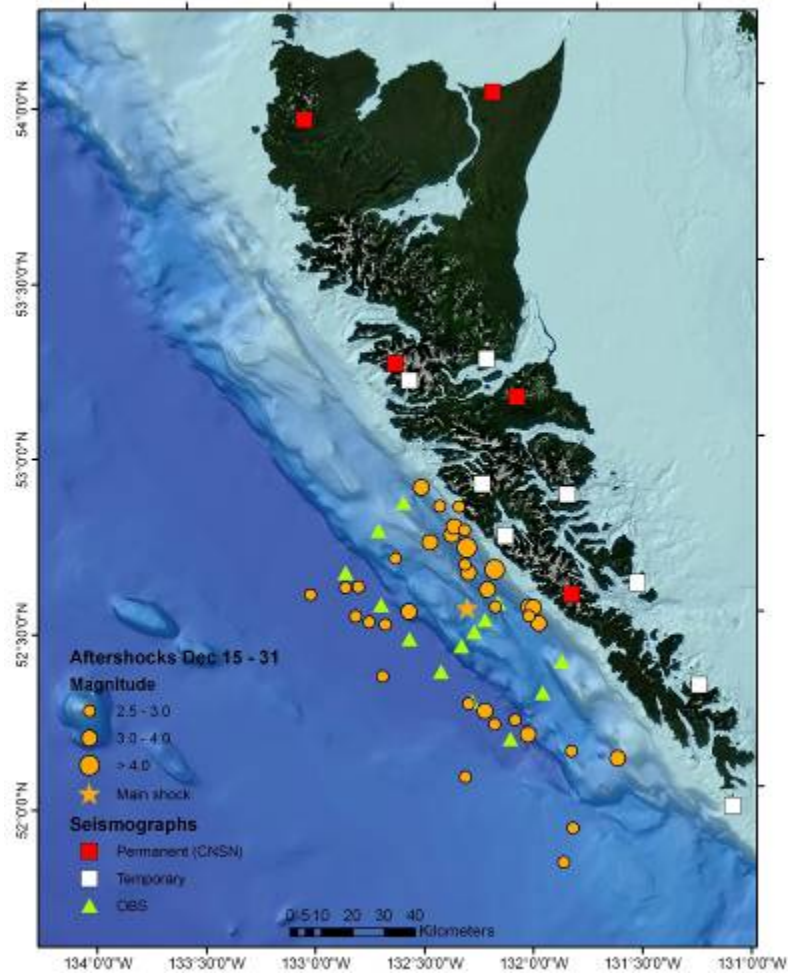 54°0'0"N
53°30'0"N
53°0'0"N
52°30'0"N
52°0'0"N
Aftershocks Dec 15 - 31
Magnitude
2.5 - 3.0
3.0 - 4.0
> 4.0
Main shock
Seismographs
Permanent (CNSN)
Temporary
OBS
0 5 10 20 30 40
Kilometers
134°0'0"W 133°30'0"W 133°0'0"W 132°30'0"W 132°0'0"W 131°30'0"W 131°0'0"W